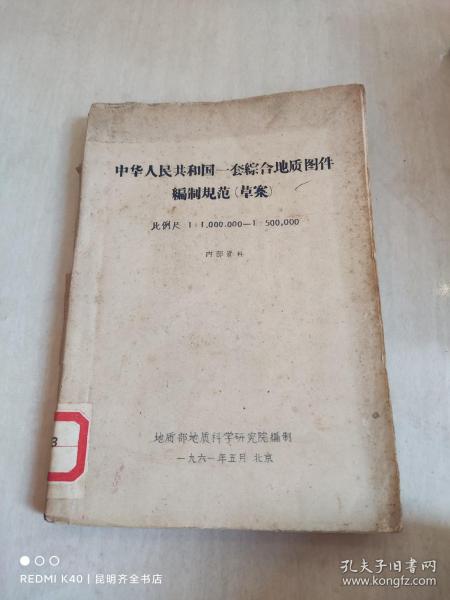 中华人民共和国一套綜合地质图件
編制規范(草案)
比例尺 1:1,000,000—1:500,000
内部资料
3
地质部地质科学研究院編制
一九六一年五月 北京
REDMI K40 | 昆明齐全书店
孔夫子旧书网
www.kongfz.com